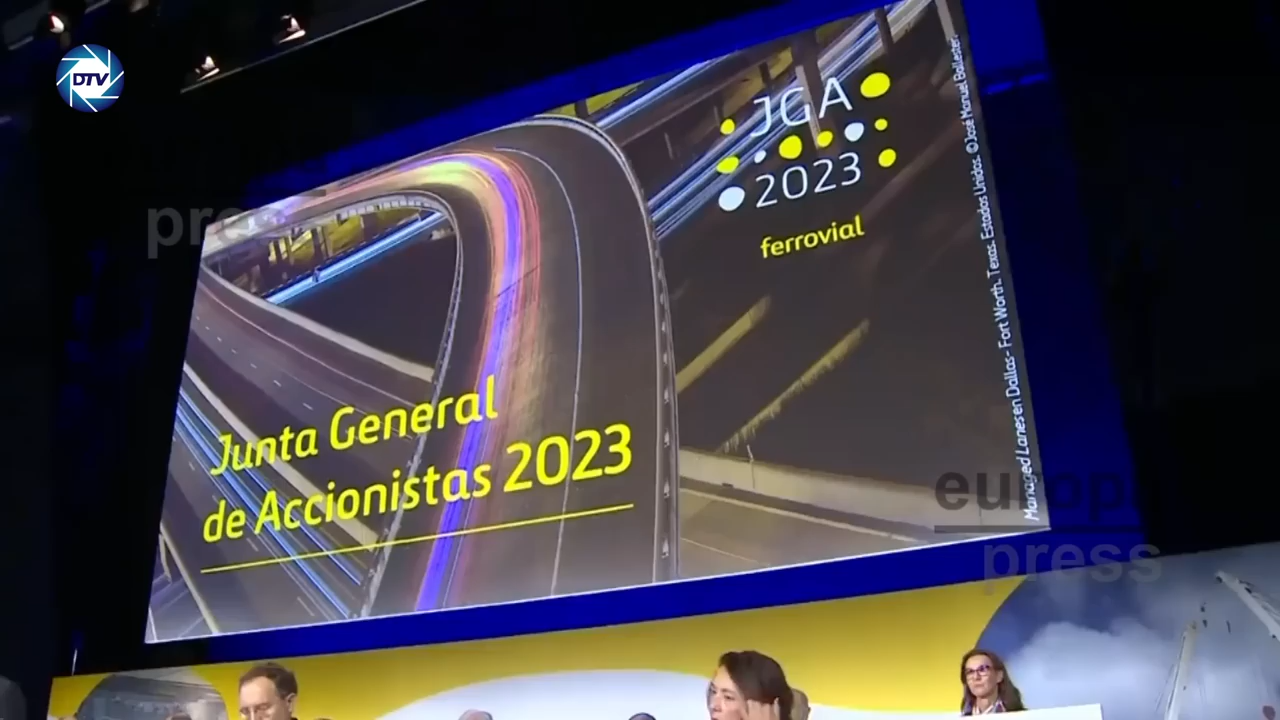 DTV
JGA
2023
ferrovial
Junta General
de Accionistas 2023
Managed Lanes en Dallas- Fort Worth. Texas. Estados Unidos. ©José Manuel Ballester.
press
europa
press